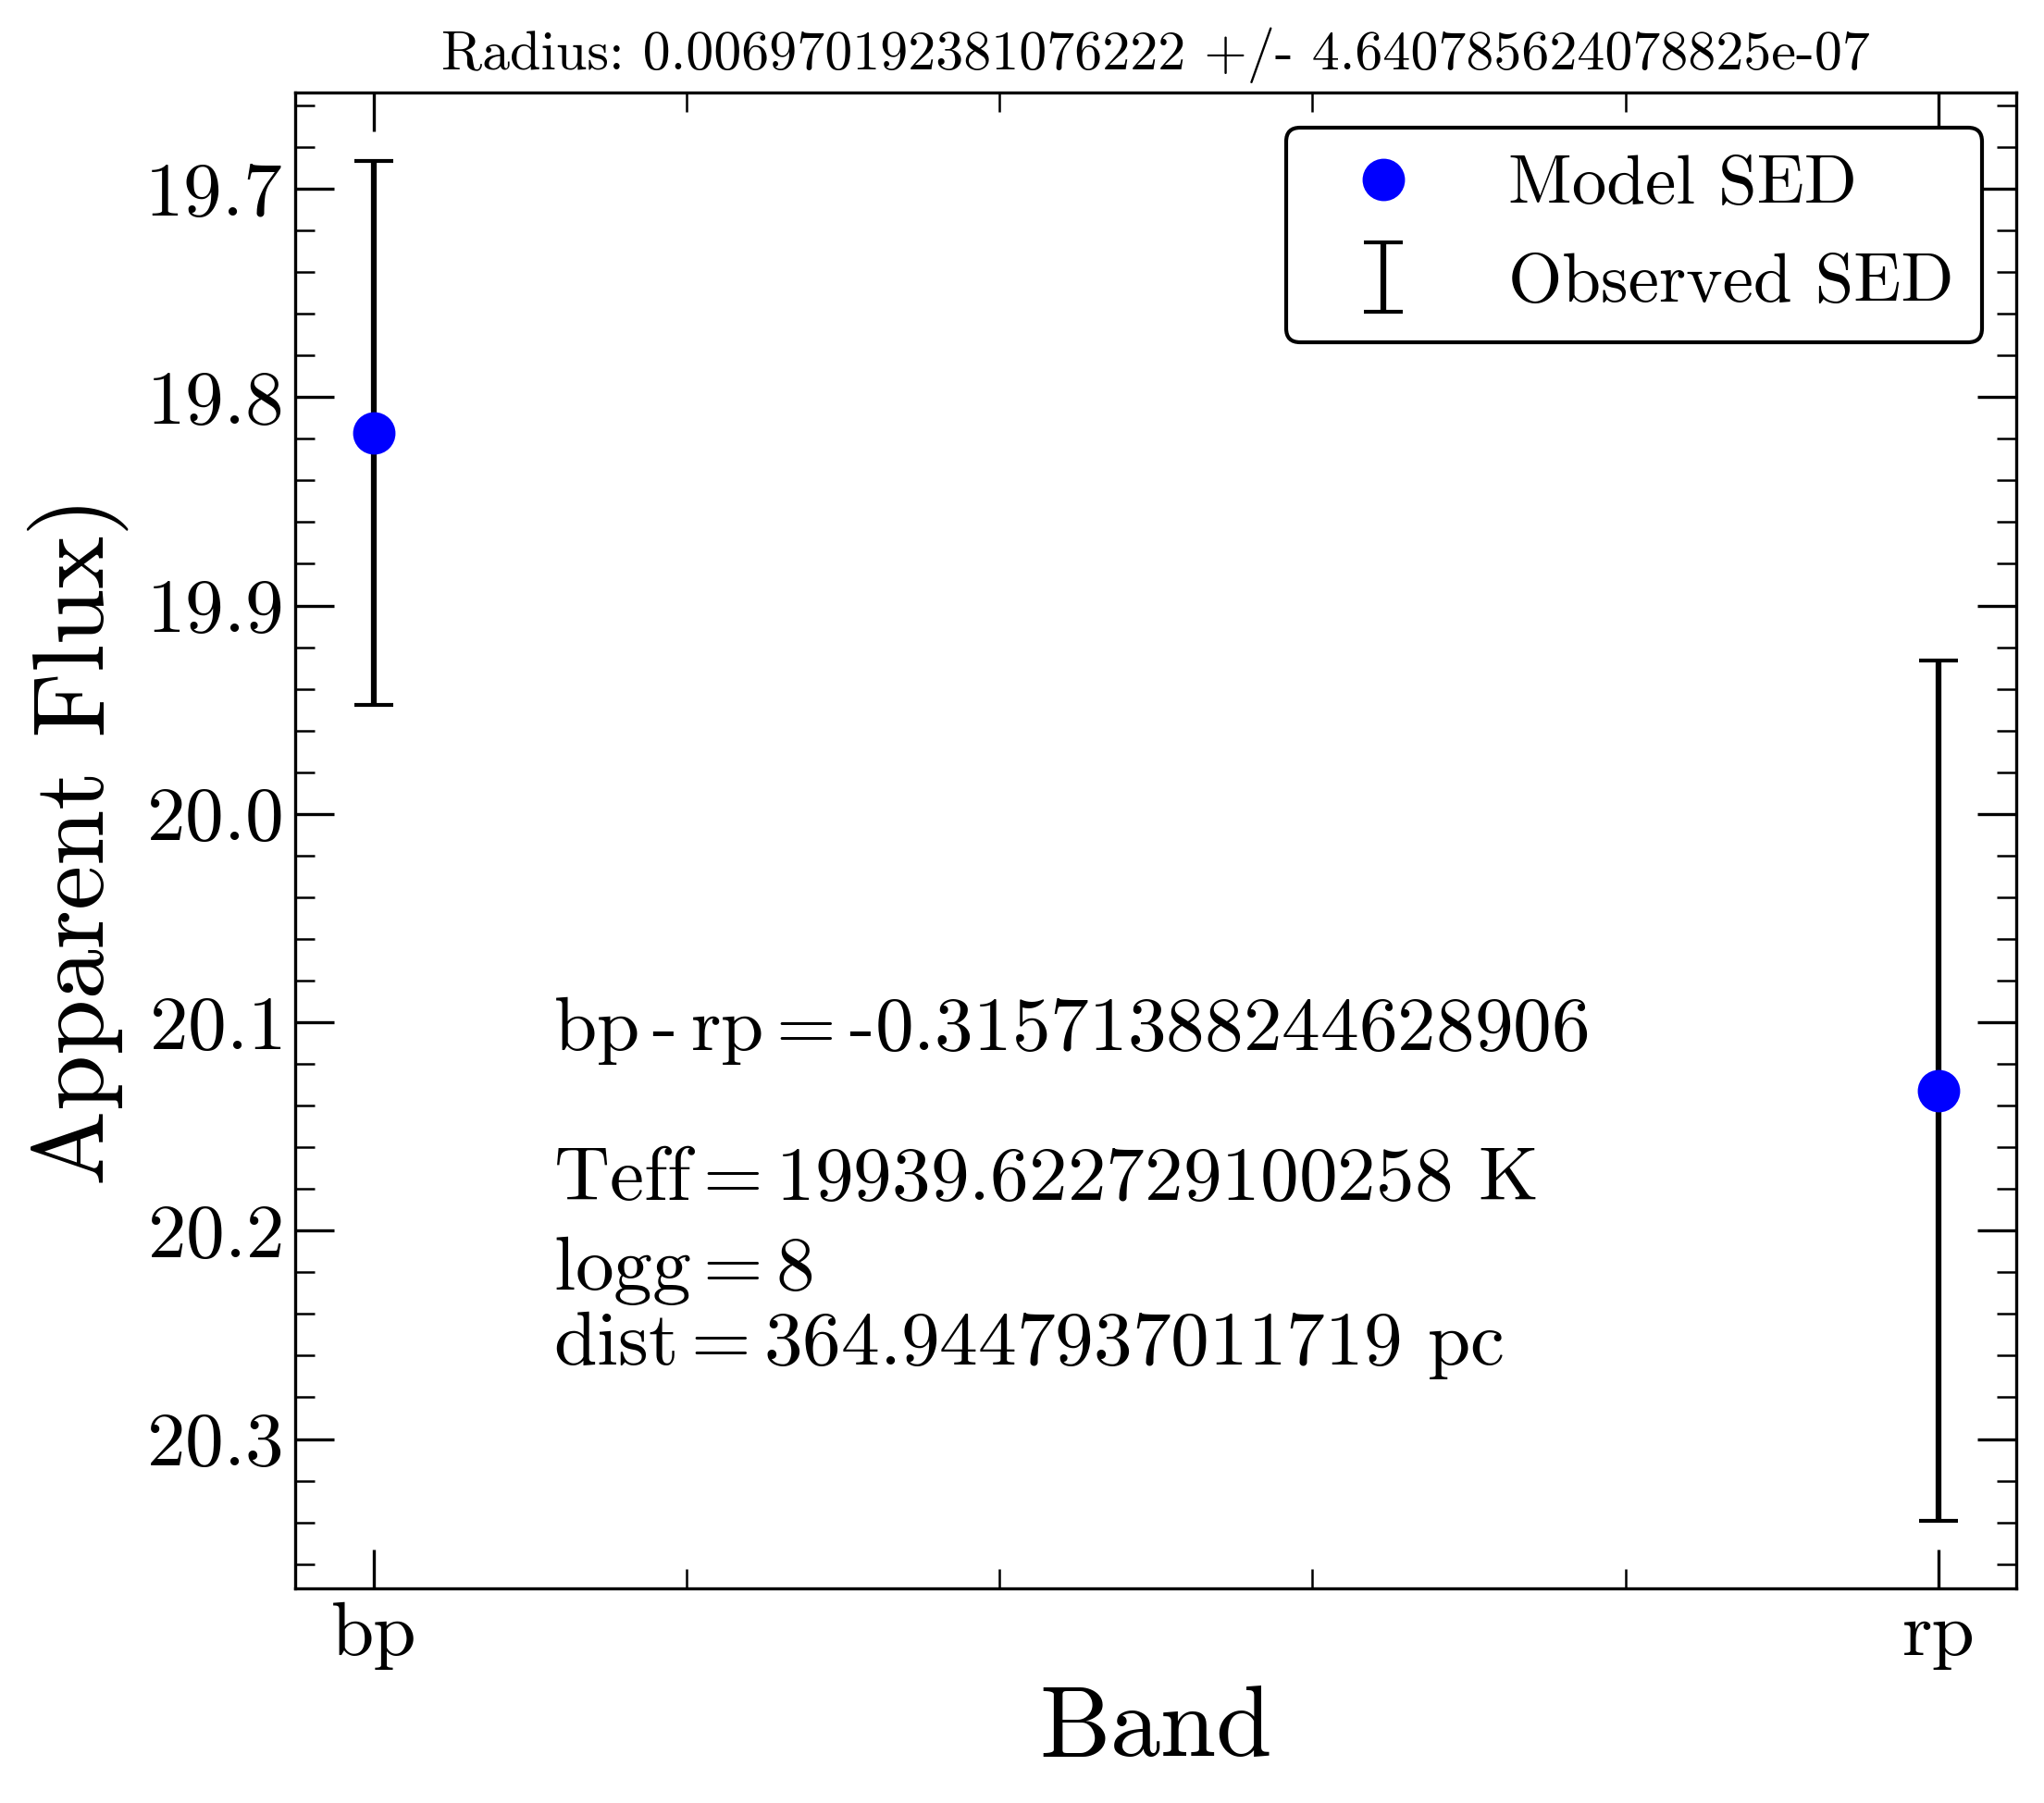 Radius: 0.006970192381076222 +/- 4.640785624078825e-07
Model SED
Observed SED
Apparent Flux)
19.7
19.8
19.9
20.0
20.1
20.2
20.3
bp - rp = -0.31571388244628906
Teff = 19939.622729100258 K
logg = 8
dist = 364.9447937011719 pc
bp
rp
Band